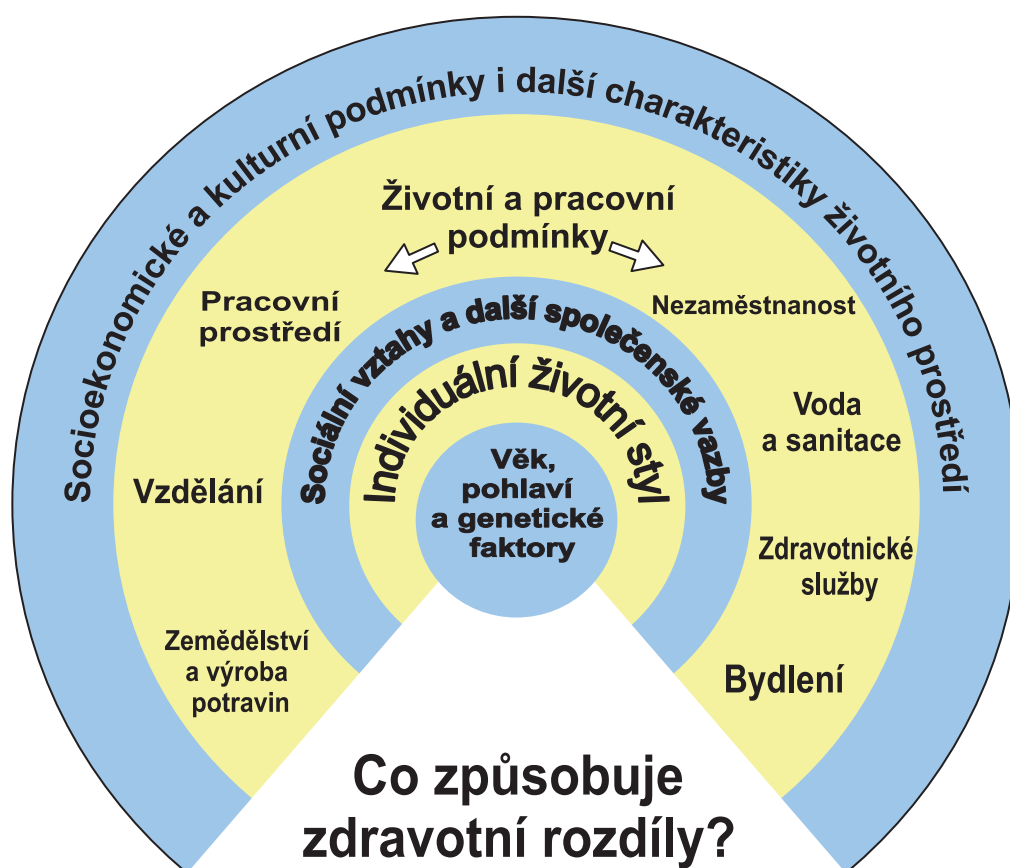 Socioekonomické a kulturní podmínky i další charakteristiky životního prostředí
Životní a pracovní
podmínky
Pracovní
prostředí
Nezaměstnanost
Sociální vztahy a další společenské vazby
Individuální životní styl
Voda
a sanitace
Věk,
pohlaví
a genetické
faktory
Vzdělání
Zdravotnické
služby
Zemědělství
a výroba
potravin
Bydlení
Co způsobuje
zdravotní rozdíly?